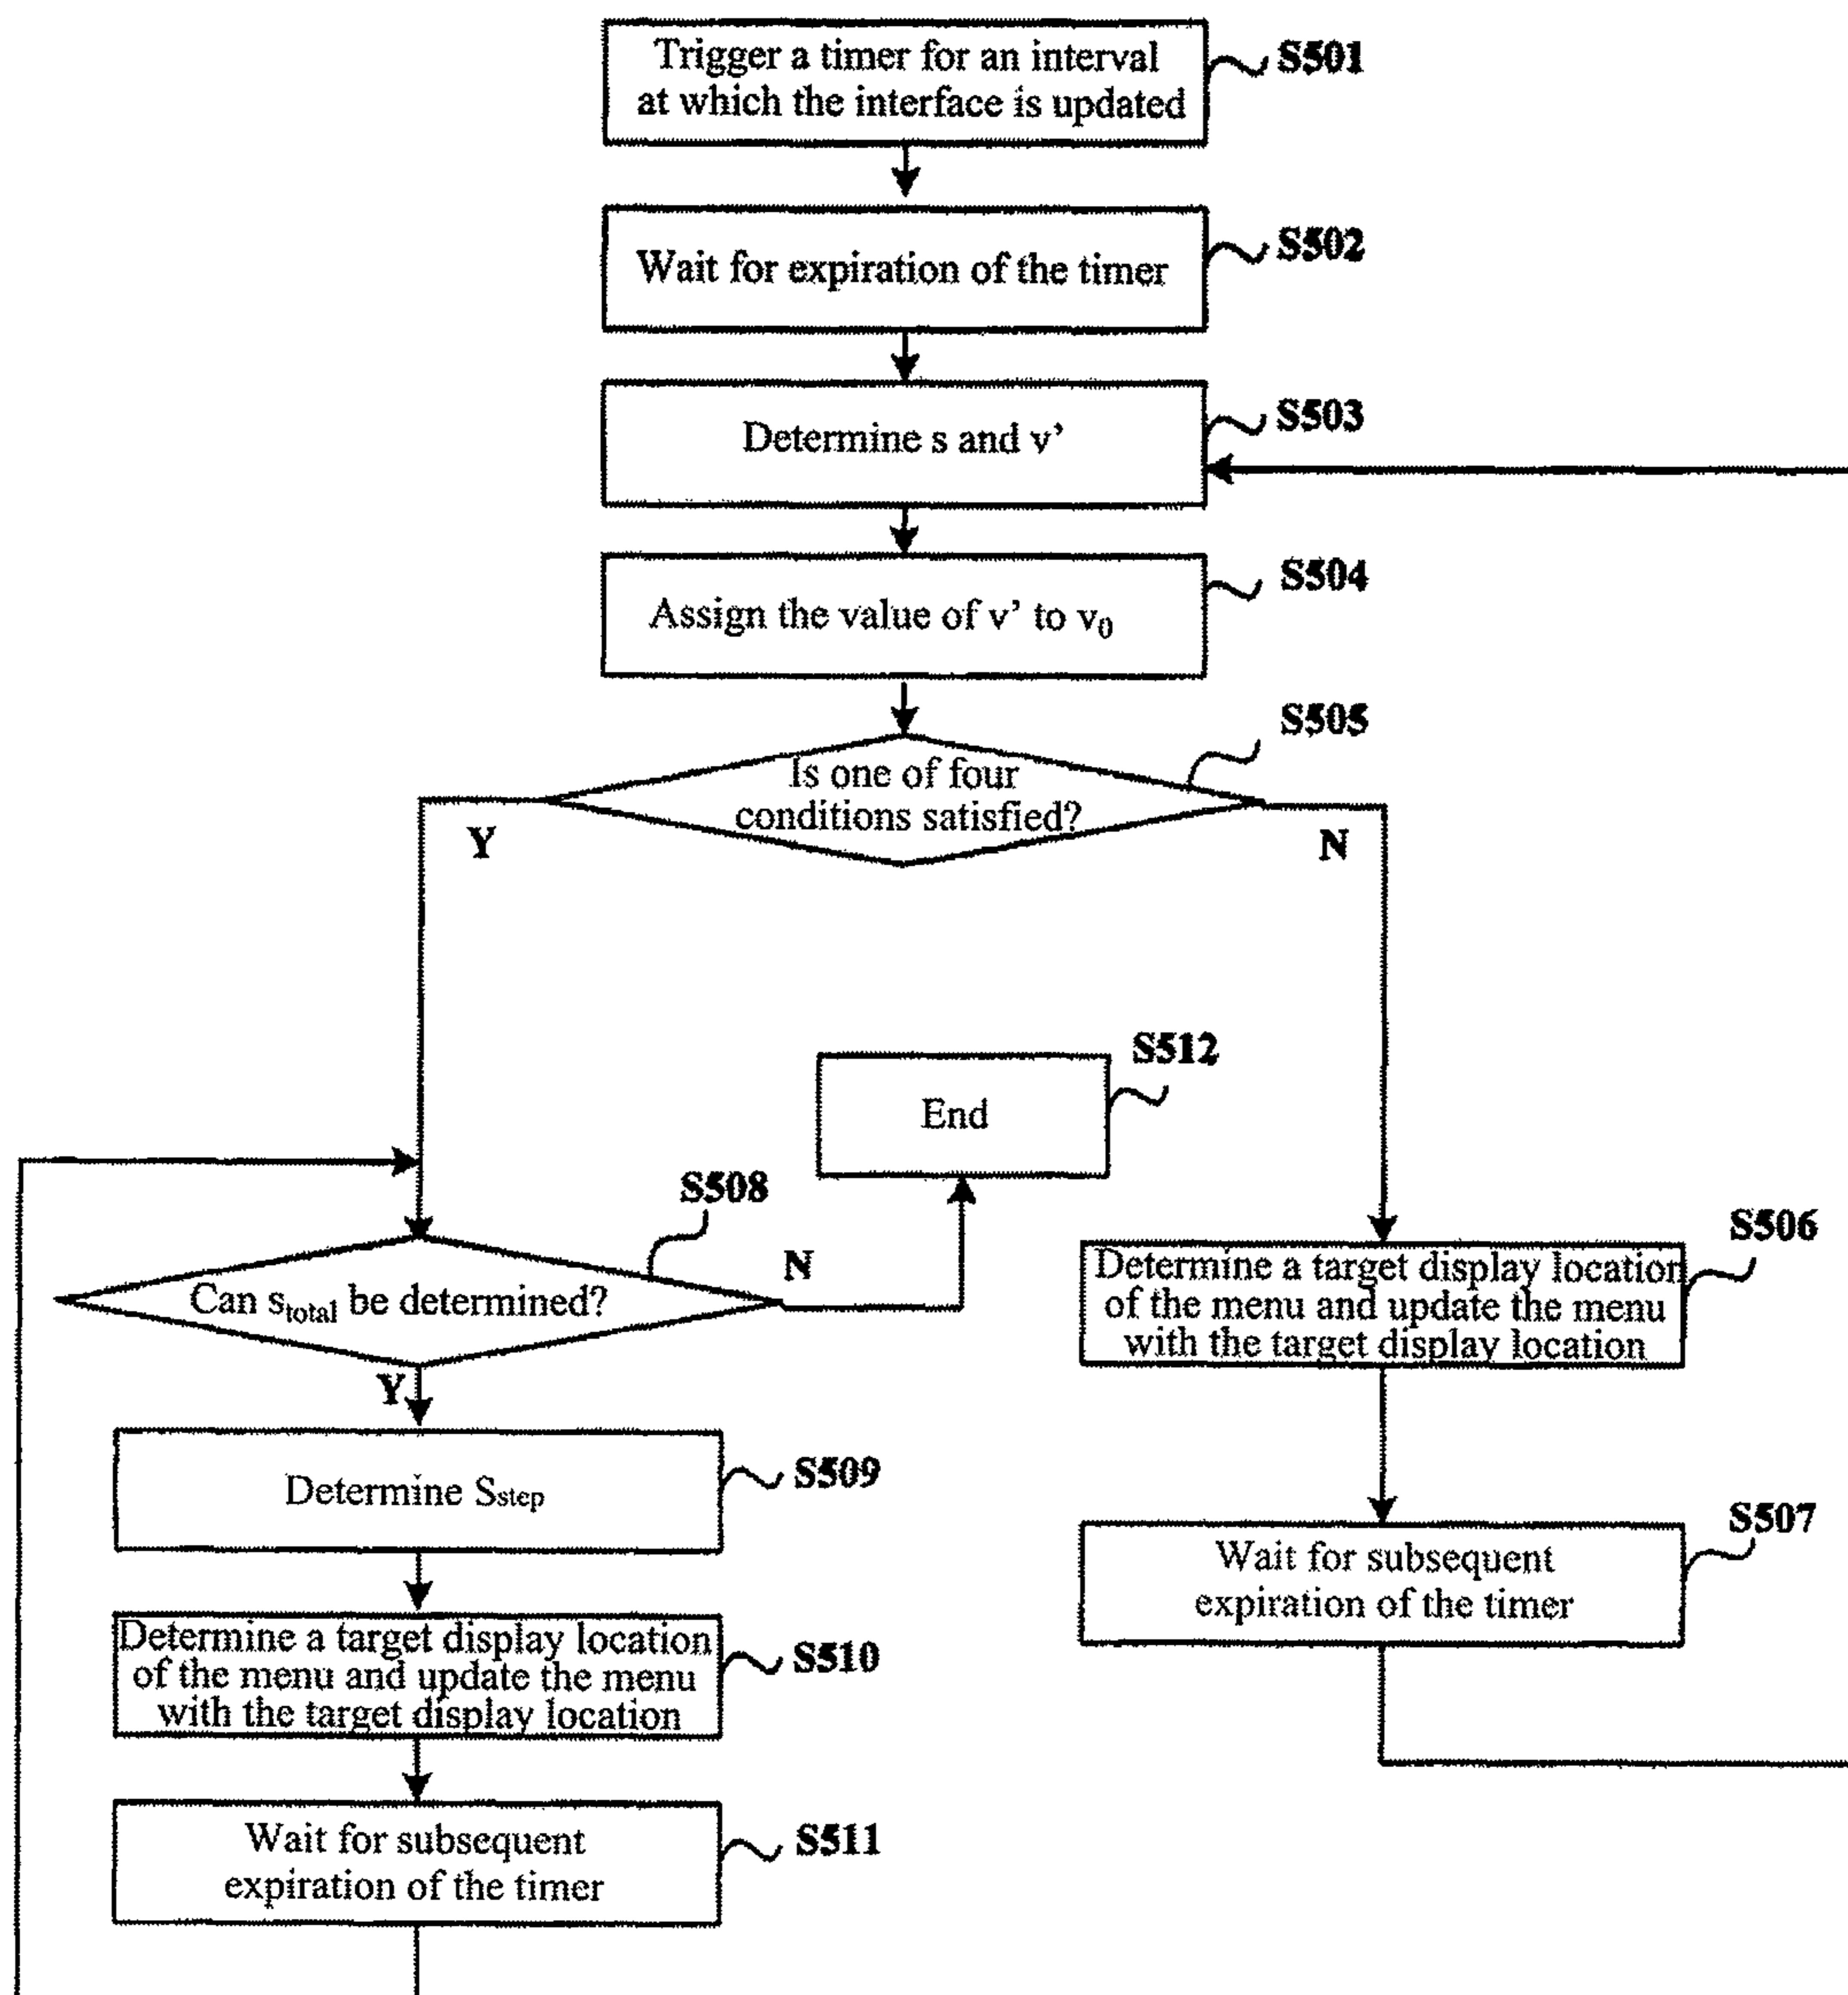 Trigger a timer for an interval
at which the interface is updated
S501
Wait for expiration of the timer
S502
Determine s and v’
S503
Assign the value of v’ to v0
S504
Is one of four
conditions satisfied?
S505
Y
N
End
S512
Can stotal be determined?
S508
N
Y
Determine a target display location
of the menu and update the menu
with the target display location
S506
Determine Sstep
S509
Wait for subsequent
expiration of the timer
S507
Determine a target display location
of the menu and update the menu
with the target display location
S510
Wait for subsequent
expiration of the timer
S511